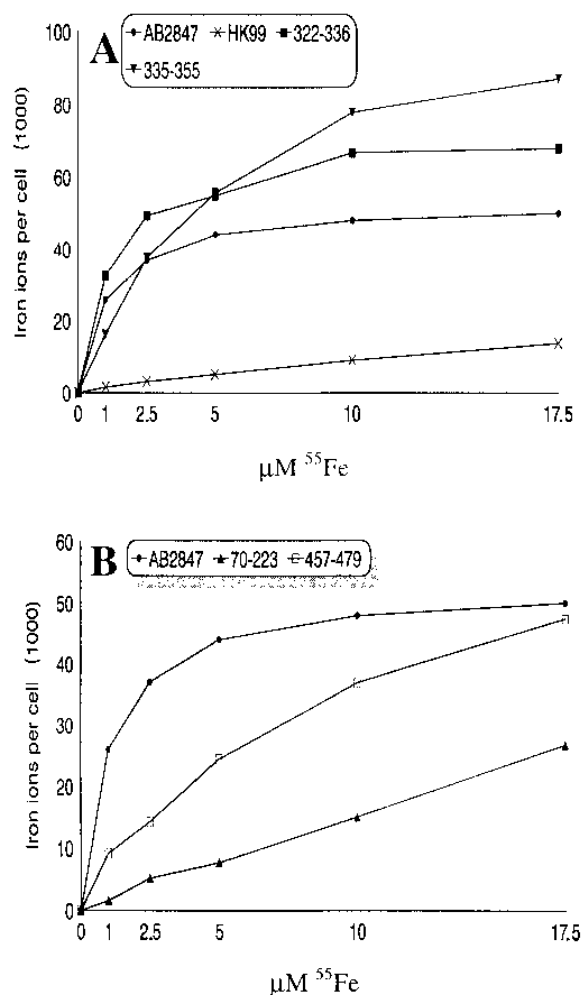 A
AB2847 HK99 322-336
335-355
Iron ions per cell (1000)
100
80
60
40
20
0
0 1 2.5 5 10 17.5
µM ⁵⁵Fe
B
AB2847 70-223 457-479
Iron ions per cell (1000)
60
50
40
30
20
10
0
0 1 2.5 5 10 17.5
µM ⁵⁵Fe